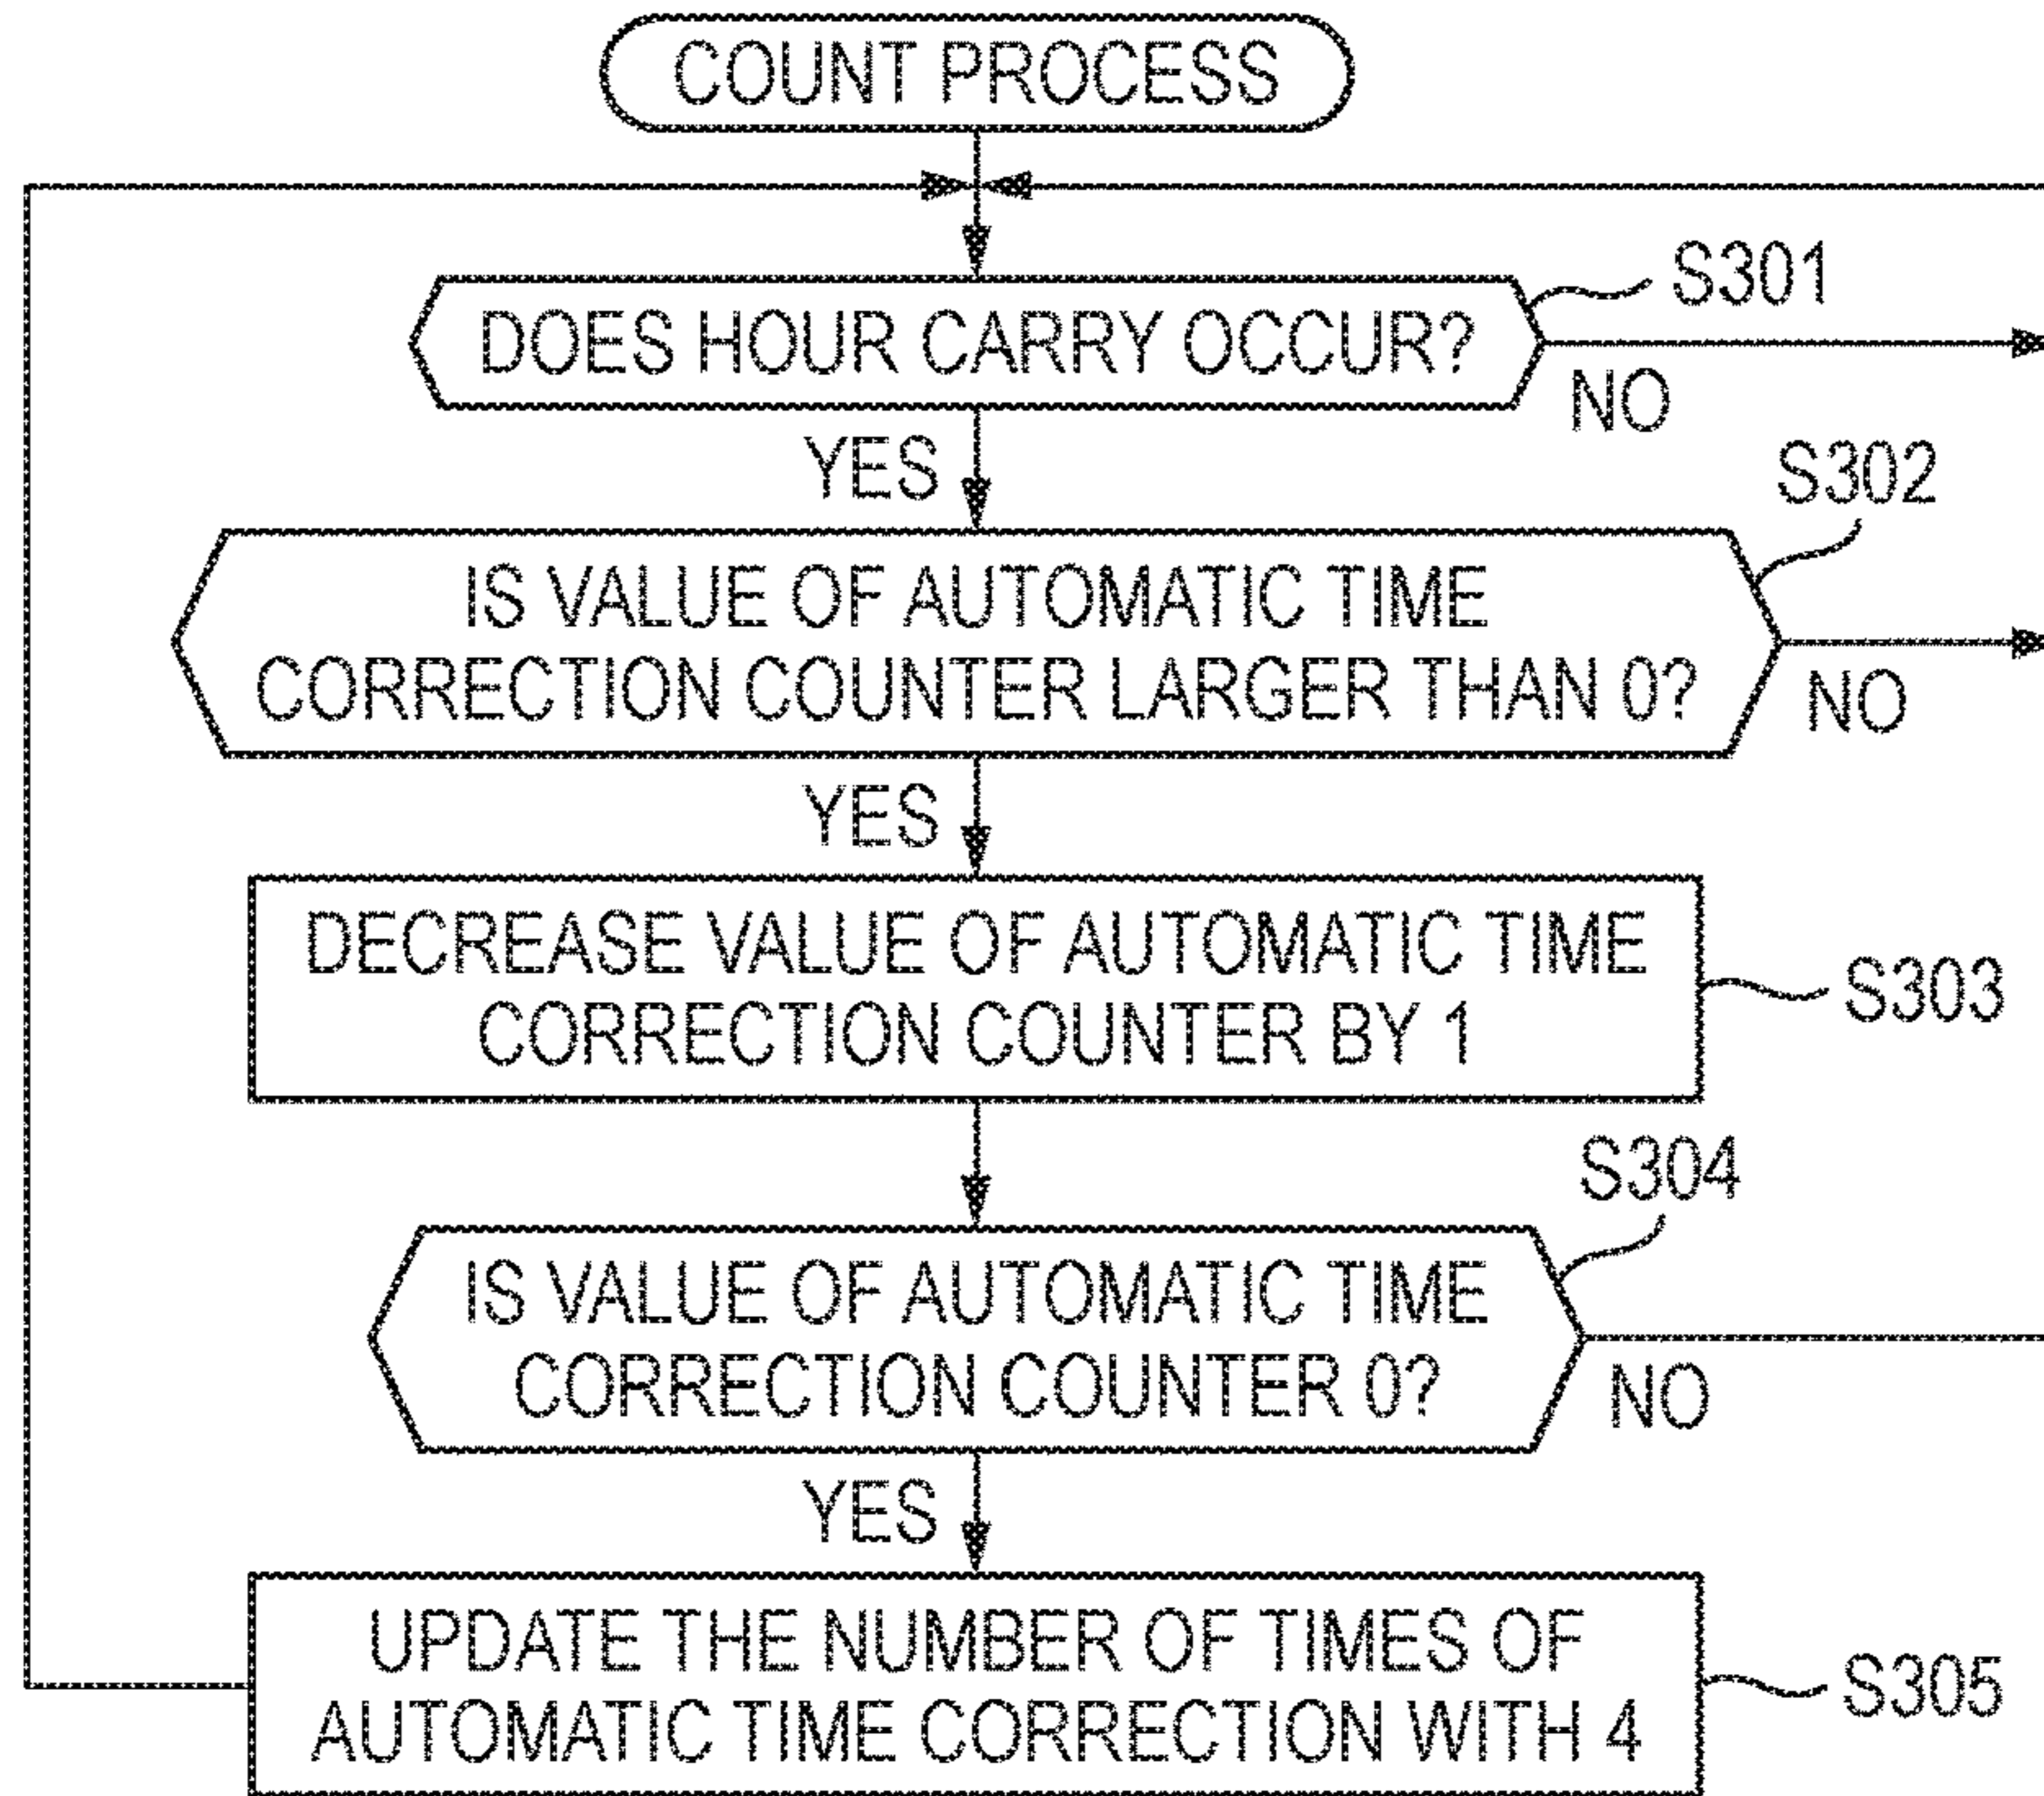 COUNT PROCESS
S301
DOES HOUR CARRY OCCUR?
NO
YES
S302
IS VALUE OF AUTOMATIC TIME
CORRECTION COUNTER LARGER THAN 0?
NO
YES
DECREASE VALUE OF AUTOMATIC TIME
CORRECTION COUNTER BY 1
S303
S304
IS VALUE OF AUTOMATIC TIME
CORRECTION COUNTER 0?
NO
YES
UPDATE THE NUMBER OF TIMES OF
AUTOMATIC TIME CORRECTION WITH 4
S305